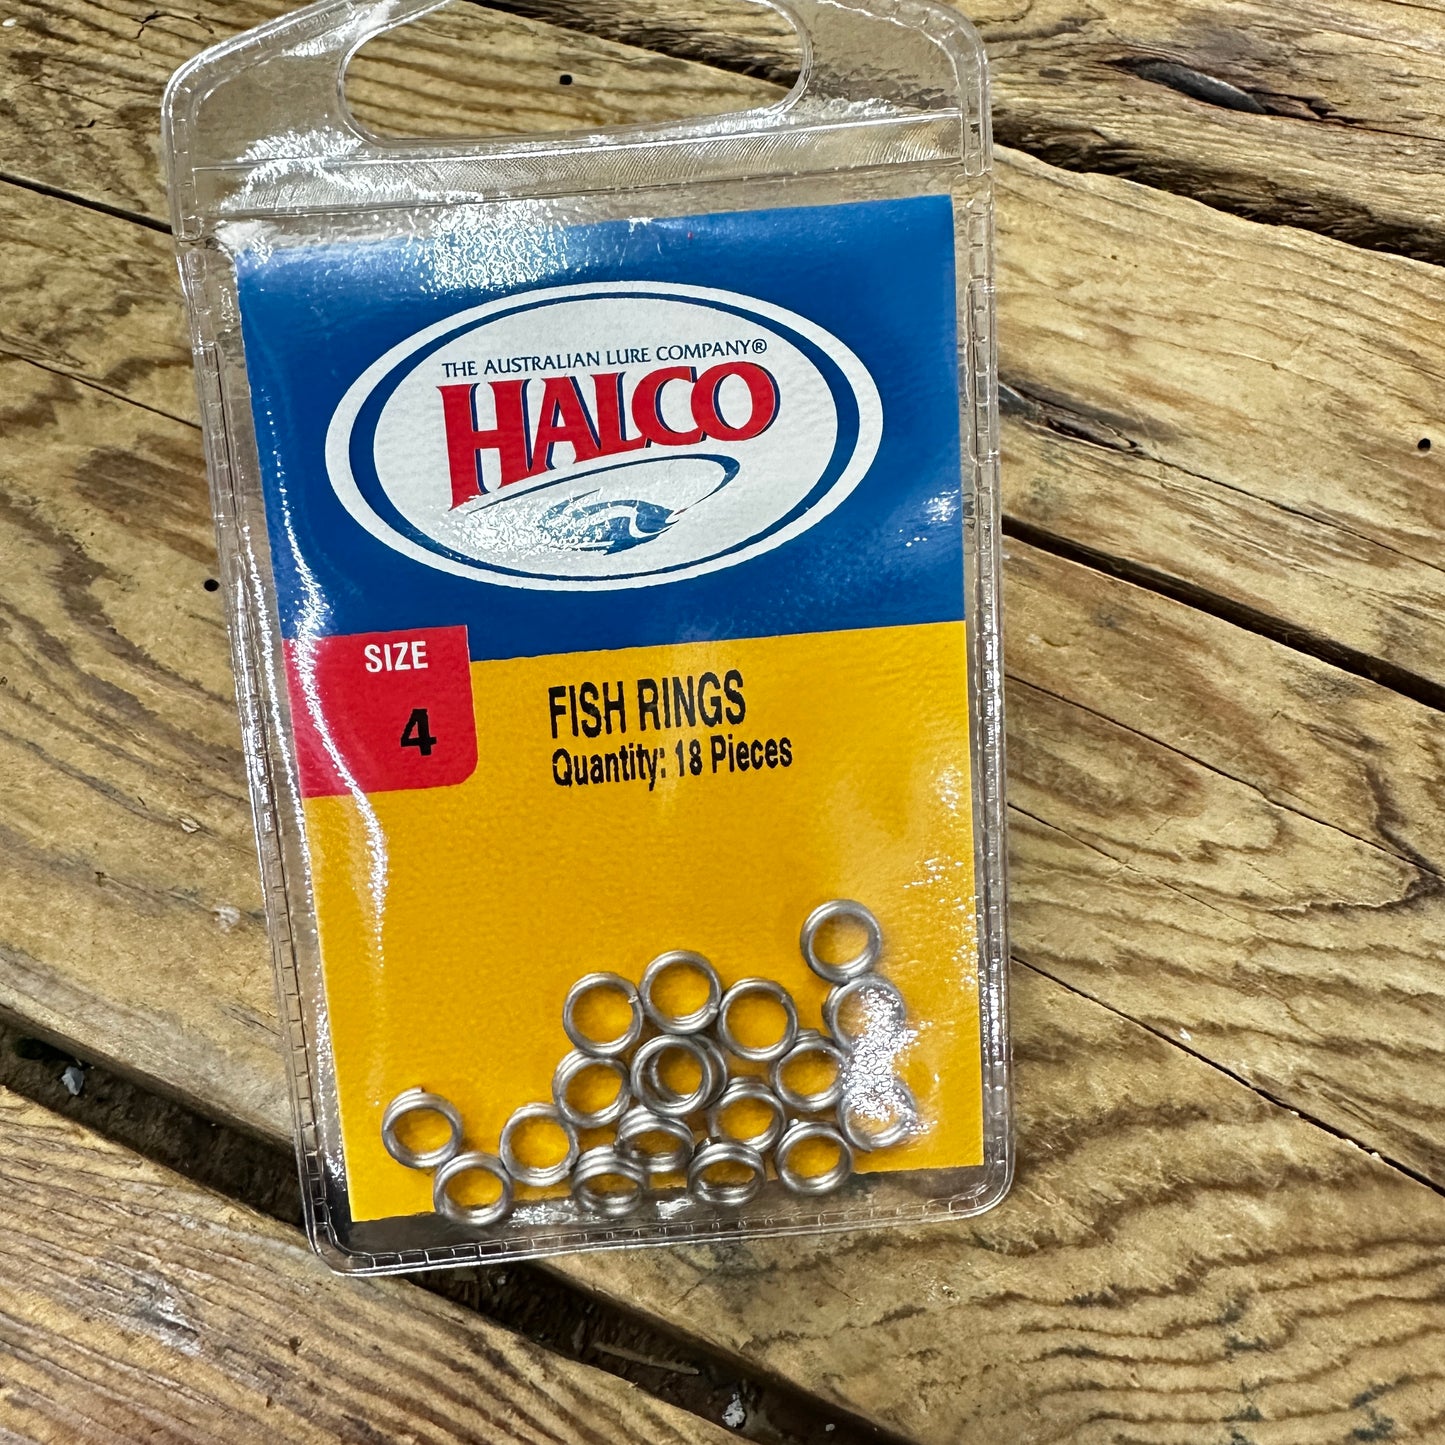 THE AUSTRALIAN LURE COMPANY®
HALCO
SIZE
4
FISH RINGS
Quantity: 18 Pieces